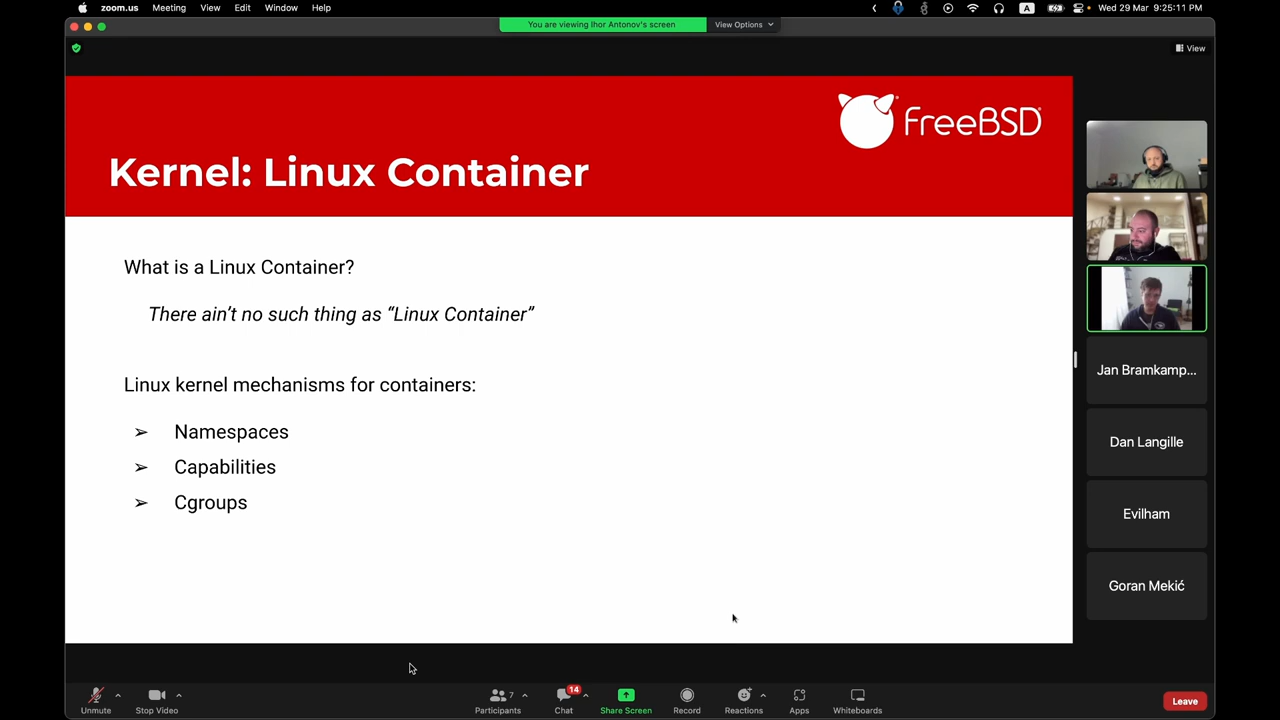 zoom.us Meeting View Edit Window Help
A
Wed 29 Mar 9:25:11 PM
You are viewing Ihor Antonov's screen
View Options
View
FreeBSD
Kernel: Linux Container
What is a Linux Container?
There ain't no such thing as “Linux Container”
Linux kernel mechanisms for containers:
➢ Namespaces
➢ Capabilities
➢ Cgroups
Jan Bramkamp...
Dan Langille
Evilham
Goran Mekić
Unmute
Stop Video
7
Participants
14
Chat
Share Screen
Record
Reactions
Apps
Whiteboards
Leave